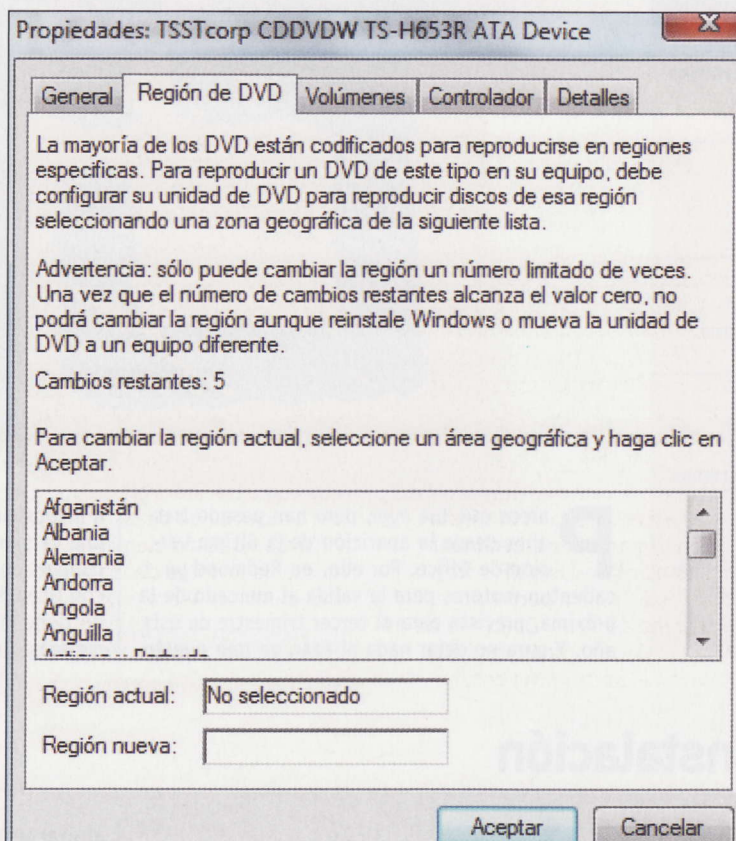 Propiedades: TSSTcorp CDDVDW TS-H653R ATA Device
General
Región de DVD
Volúmenes
Controlador
Detalles
La mayoría de los DVD están codificados para reproducirse en regiones
especificas. Para reproducir un DVD de este tipo en su equipo, debe
configurar su unidad de DVD para reproducir discos de esa región
seleccionando una zona geográfica de la siguiente lista.
Advertencia: sólo puede cambiar la región un número limitado de veces.
Una vez que el número de cambios restantes alcanza el valor cero, no
podrá cambiar la región aunque reinstale Windows o mueva la unidad de
DVD a un equipo diferente.
Cambios restantes: 5
Para cambiar la región actual, seleccione un área geográfica y haga clic en
Aceptar.
Afganistán
Albania
Alemania
Andorra
Angola
Anguilla
Región actual: No seleccionado
Región nueva:
Aceptar
Cancelar